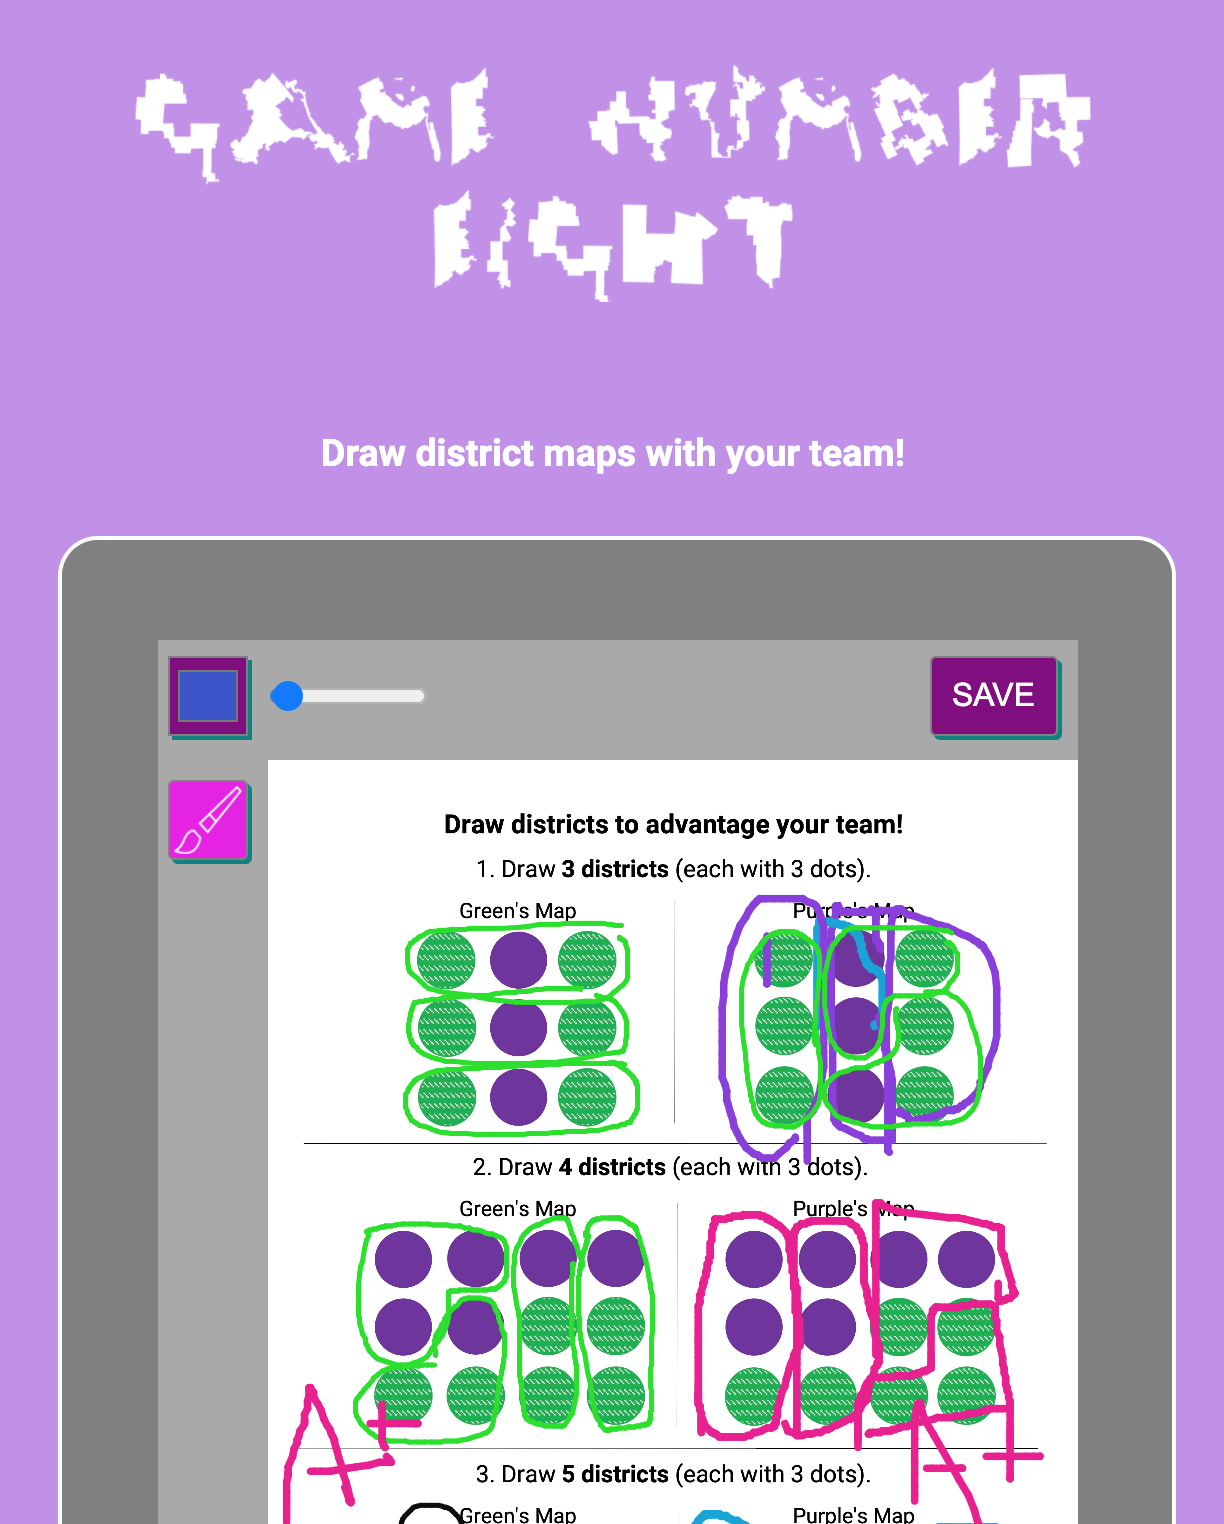 GAME NUMBER
EIGHT
Draw district maps with your team!
SAVE
Draw districts to advantage your team!
1. Draw 3 districts (each with 3 dots).
Green's Map
Purple's Map
2. Draw 4 districts (each with 3 dots).
Green's Map
Purple's Map
A+
A+
3. Draw 5 districts (each with 3 dots).
Green's Map
Purple's Map